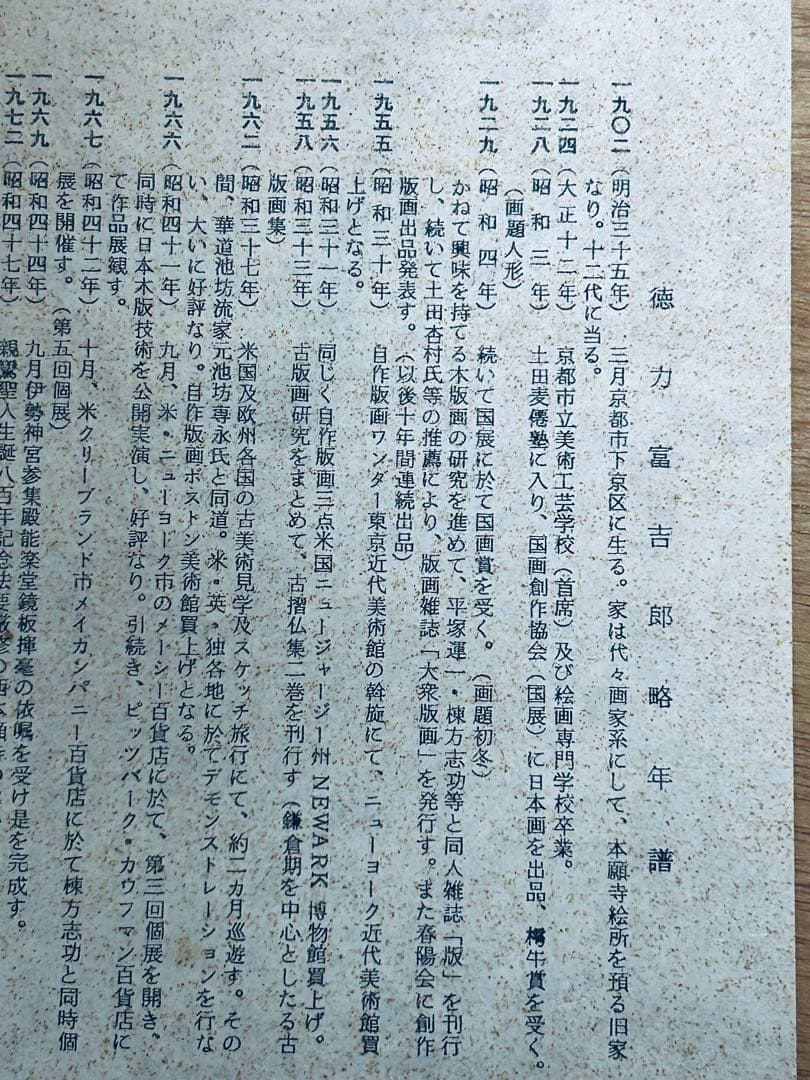 徳力富吉郎略年譜
一九〇二(明治三十五年) 三月京都市下京区に生る。家は代々画家系にして、本願寺絵所を預る旧家
なり。十二代に当る。
一九二四(大正十二年) 京都市立美術工芸学校(首席)及び絵画専門学校卒業。
一九二八(昭和三年) 土田麦僊塾に入り、国画創作協会(国展)に日本画を出品、樗牛賞を受く。
(画題人形)
一九二九(昭和四年) 続いて国展に於て国画賞を受く。(画題初冬)
かねて興味を持てる木版画の研究を進めて、平塚運一・棟方志功等と同人雑誌「版」を刊行
し、続いて土田杏村氏等の推薦により、版画雑誌「大衆版画」を発行す。また春陽会に創作
版画出品発表す。(以後十年間連続出品)
一九五五(昭和三十年) 自作版画ワンダー東京近代美術館の斡旋にて、ニューヨーク近代美術館買
上げとなる。
一九五六(昭和三十一年) 同じく自作版画三点米国ニュージャージー州 NEWARK 博物館買上げ。
一九五八(昭和三十三年) 古版画研究をまとめて、古摺仏集二巻を刊行す(鎌倉期を中心としたる古
版画集)
一九六二(昭和三十七年) 米国及欧州各国の古美術見学及スケッチ旅行にて、約二カ月巡遊す。その
間、華道池坊流家元池坊専永氏と同道。米・英・独各地に於てデモンストレーションを行な
い、大いに好評なり。自作版画ボストン美術館買上げとなる。
一九六六(昭和四十一年) 九月、米・ニューヨーク市のメーシー百貨店に於て、第三回個展を開き、
同時に日本木版技術を公開実演し、好評なり。引続き、ピッツバーク・カウフマン百貨店に
て作品展観す。
一九六七(昭和四十二年) 十月、米クリーブランド市メイカンパニー百貨店に於て棟方志功と同時個
展を開催す。(第五回個展)
一九六九(昭和四十四年) 九月伊勢神宮参集殿能楽堂鏡板揮毫の依嘱を受け是を完成す。
一九七二(昭和四十七年) 親鸞聖人生誕八百年記念法要